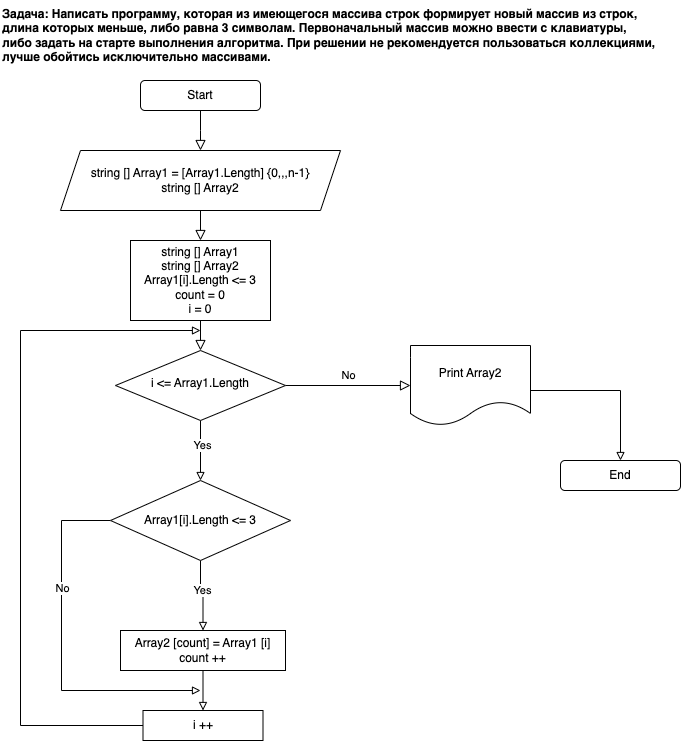 Задача: Написать программу, которая из имеющегося массива строк формирует новый массив из строк,
длина которых меньше, либо равна 3 символам. Первоначальный массив можно ввести с клавиатуры,
либо задать на старте выполнения алгоритма. При решении не рекомендуется пользоваться коллекциями,
лучше обойтись исключительно массивами.
Start
string [] Array1 = [Array1.Length] {0,,,n-1}
string [] Array2
string [] Array1
string [] Array2
Array1[i].Length <= 3
count = 0
i = 0
i <= Array1.Length
No
Print Array2
Yes
End
Array1[i].Length <= 3
No
Yes
Array2 [count] = Array1 [i]
count ++
i ++